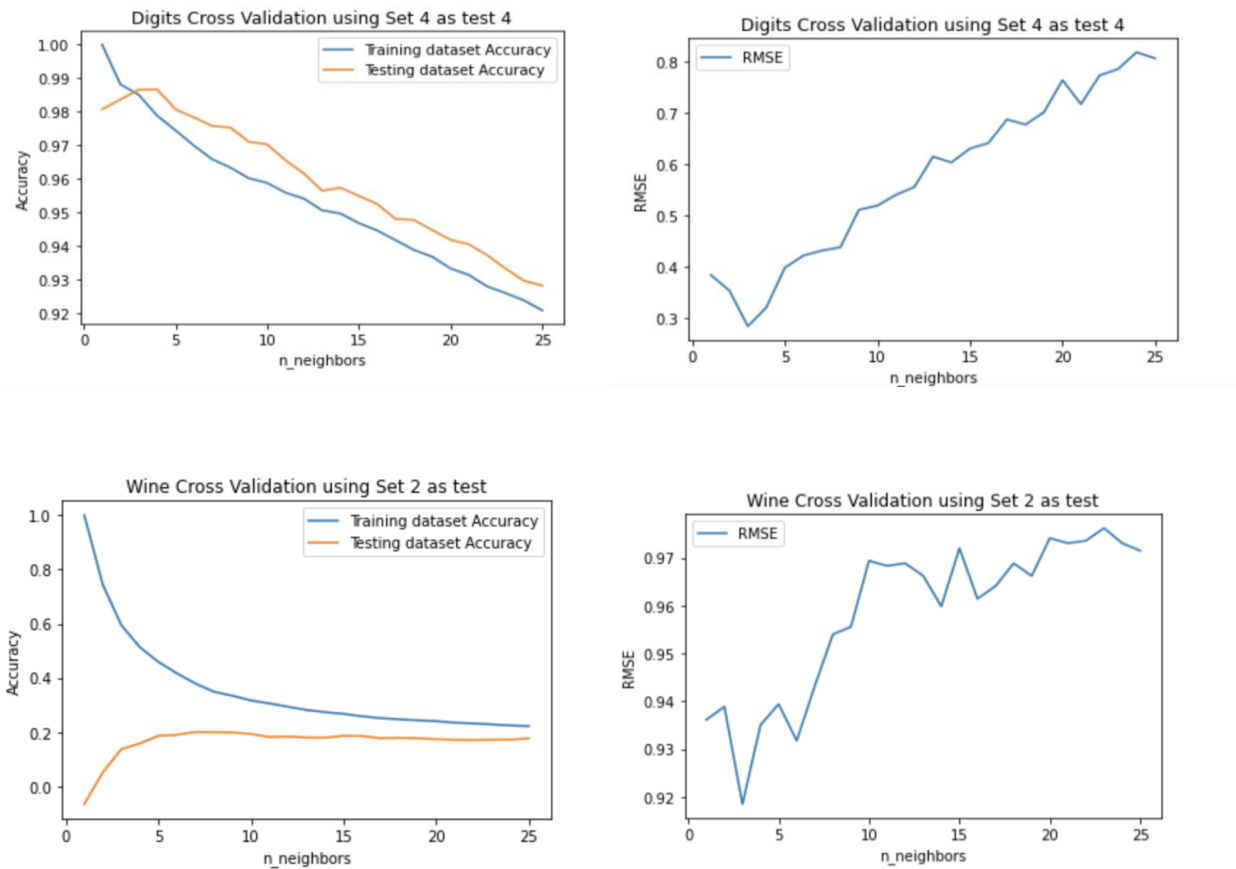 Digits Cross Validation using Set 4 as test 4
Training dataset Accuracy
Testing dataset Accuracy
1.00
0.99
0.98
0.97
0.96
0.95
0.94
0.93
0.92
Accuracy
0
5
10
15
20
25
n_neighbors
Digits Cross Validation using Set 4 as test 4
RMSE
0.8
0.7
0.6
0.5
0.4
0.3
RMSE
0
5
10
15
20
25
n_neighbors
Wine Cross Validation using Set 2 as test
Training dataset Accuracy
Testing dataset Accuracy
1.0
0.8
0.6
0.4
0.2
0.0
Accuracy
0
5
10
15
20
25
n_neighbors
Wine Cross Validation using Set 2 as test
RMSE
0.97
0.96
0.95
0.94
0.93
0.92
RMSE
0
5
10
15
20
25
n_neighbors